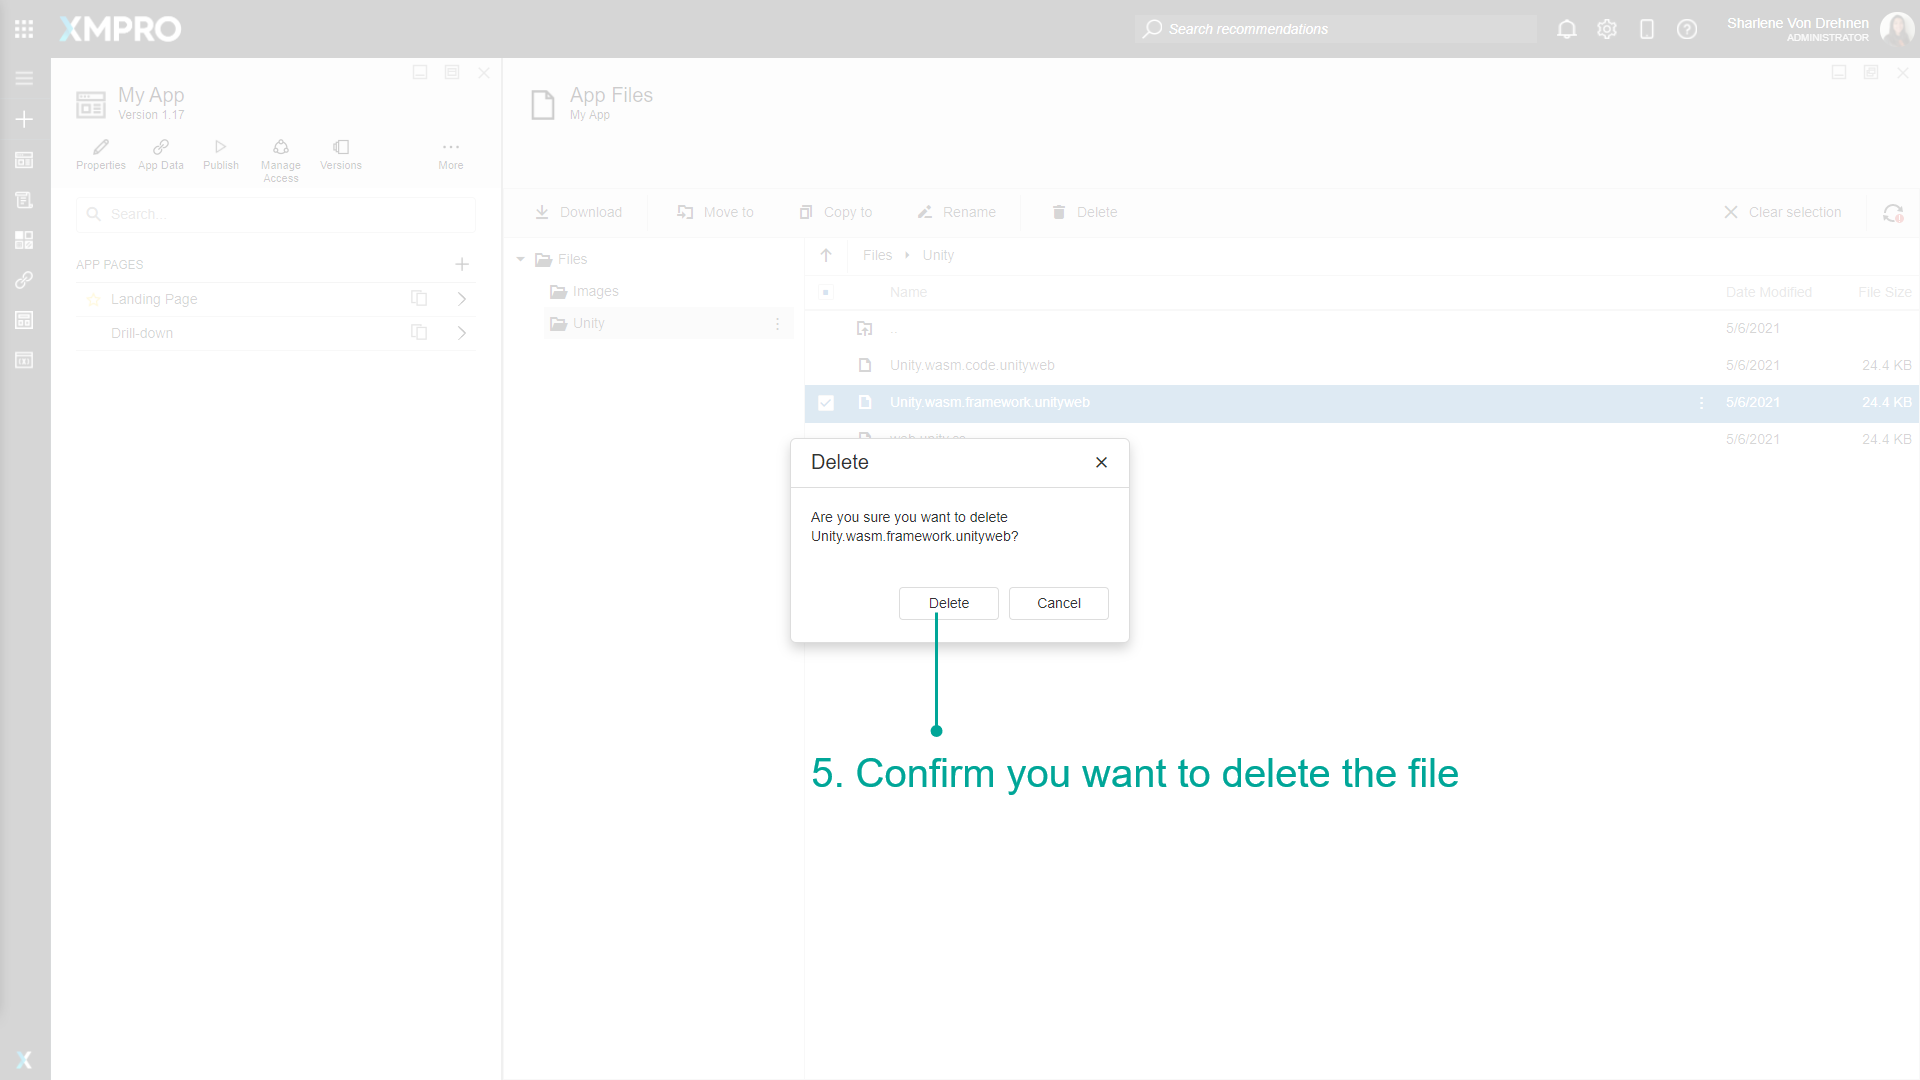 XMPRO
Search recommendations
Sharlene Von Drehnen
ADMINISTRATOR
My App
Version 1.17
Properties
App Data
Publish
Manage Access
Versions
More
Search...
APP PAGES
Landing Page
Drill-down
App Files
My App
Download
Move to
Copy to
Rename
Delete
Clear selection
Files
Images
Unity
Files
Unity
Name
Date Modified
File Size
..
5/6/2021
Unity.wasm.code.unityweb
5/6/2021
24.4 KB
Unity.wasm.framework.unityweb
5/6/2021
24.4 KB
5/6/2021
24.4 KB
Delete
Are you sure you want to delete
Unity.wasm.framework.unityweb?
Delete
Cancel
5. Confirm you want to delete the file